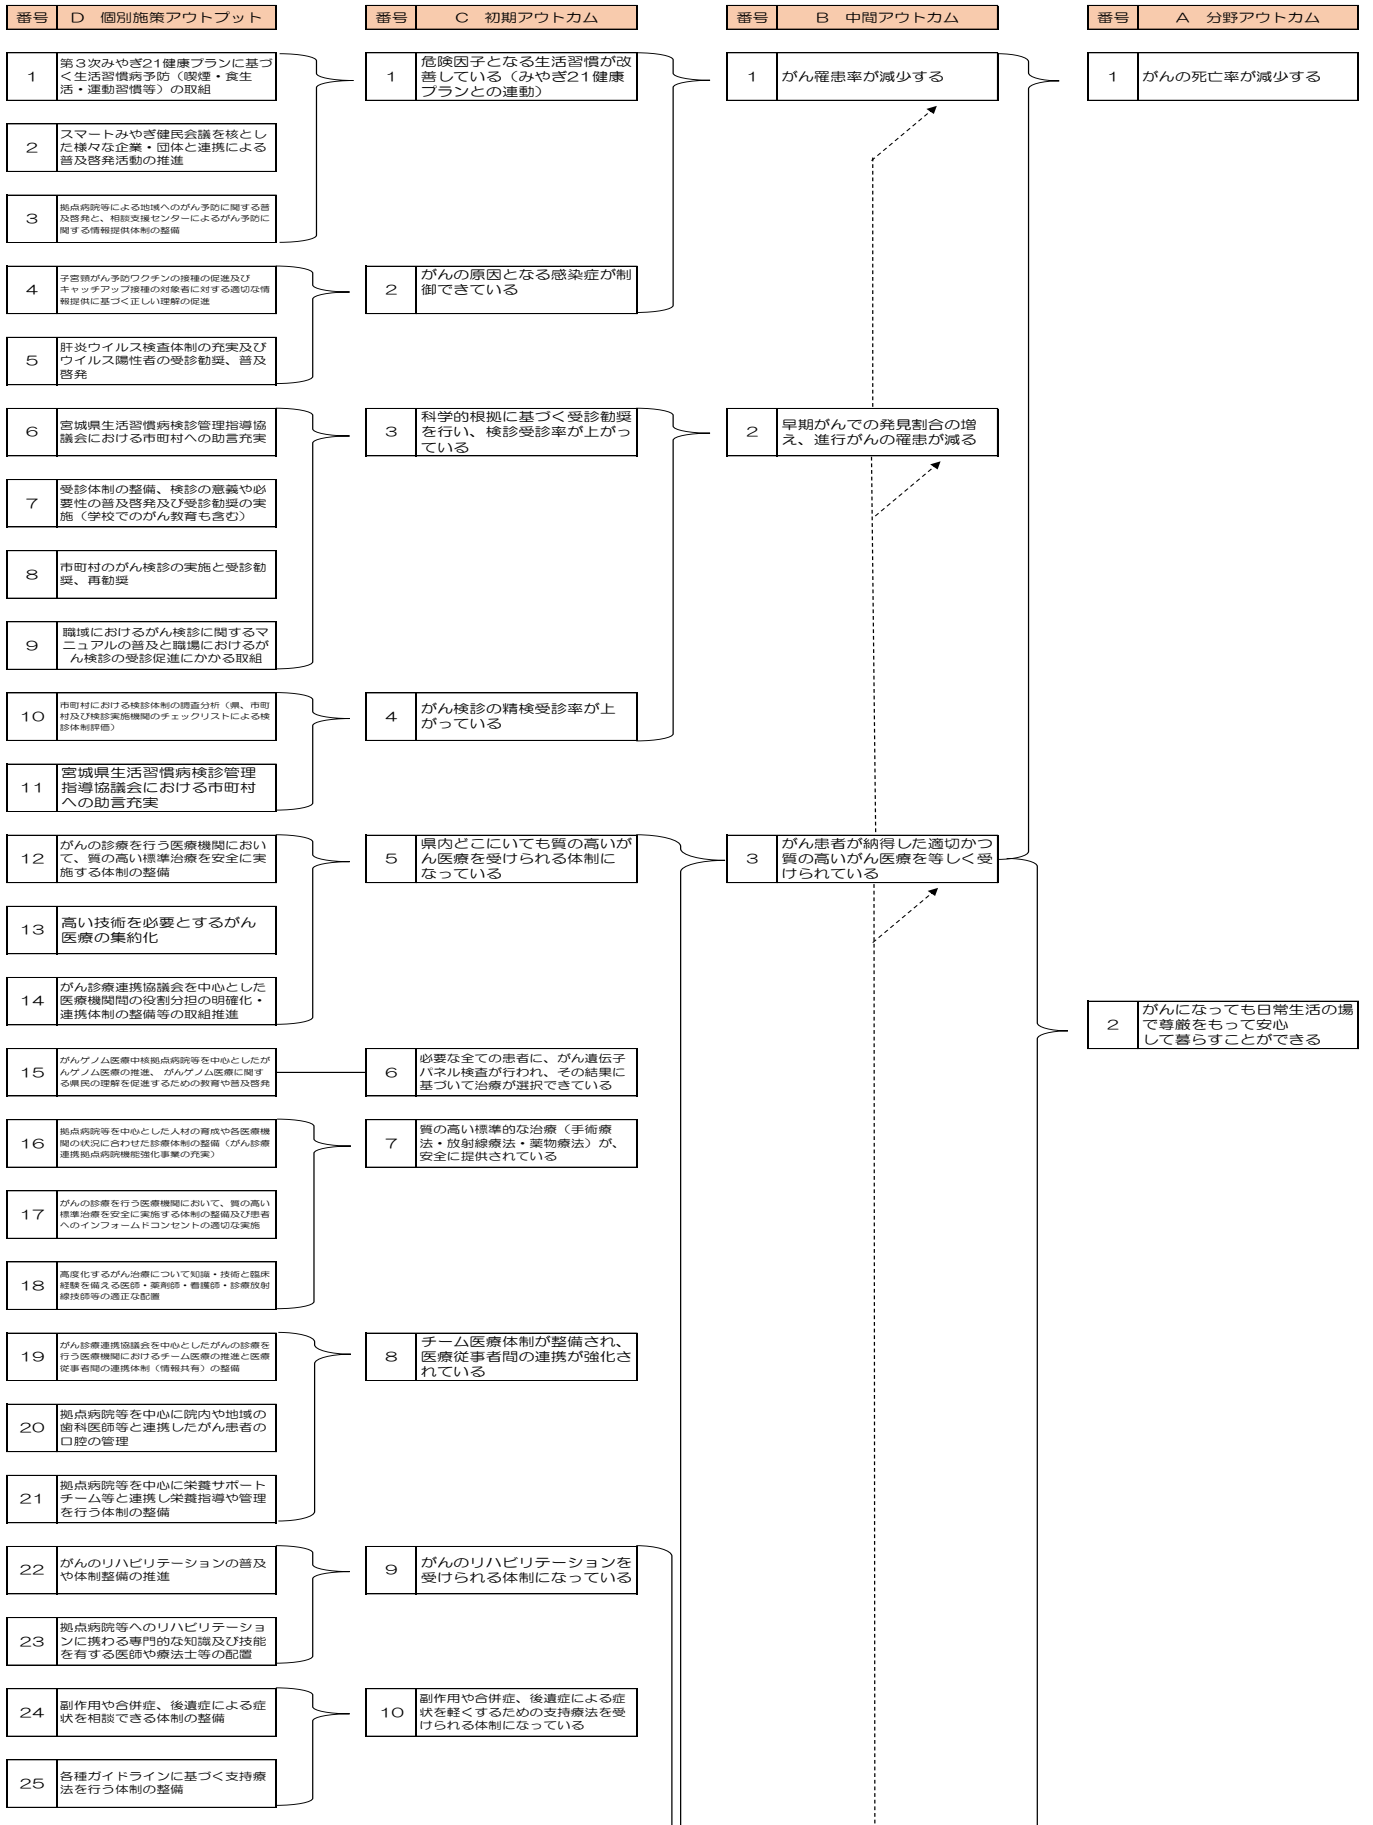 番号 D 個別施策アウトプット
番号 C 初期アウトカム
番号 B 中間アウトカム
番号 A 分野アウトカム
1
第3次みやぎ21健康プランに基づ
く生活習慣病予防（喫煙・食生
活・運動習慣等）の取組
1
危険因子となる生活習慣が改
善している（みやぎ21健康
プランとの連動）
1
がん罹患率が減少する
1
がんの死亡率が減少する
2
スマートみやぎ健民会議を核とし
た様々な企業・団体と連携による
普及啓発活動の推進
3
拠点病院等による地域へのがん予防に関する普
及啓発と、相談支援センターによるがん予防に
関する情報提供体制の整備
4
子宮頸がん予防ワクチンの接種の促進及び
キャッチアップ接種の対象者に対する適切な情
報提供に基づく正しい理解の促進
2
がんの原因となる感染症が制
御できている
5
肝炎ウイルス検査体制の充実及び
ウイルス陽性者の受診勧奨、普及
啓発
6
宮城県生活習慣病検診管理指導協
議会における市町村への助言充実
3
科学的根拠に基づく受診勧奨
を行い、検診受診率が上がっ
ている
2
早期がんでの発見割合の増
え、進行がんの罹患が減る
7
受診体制の整備、検診の意義や必
要性の普及啓発及び受診勧奨の実
施（学校でのがん教育も含む）
8
市町村のがん検診の実施と受診勧
奨、再勧奨
9
職域におけるがん検診に関するマ
ニュアルの普及と職場におけるが
ん検診の受診促進にかかる取組
10
市町村における検診体制の調査分析（県、市町
村及び検診実施機関のチェックリストによる検
診体制評価）
4
がん検診の精検受診率が上
がっている
11
宮城県生活習慣病検診管理
指導協議会における市町村
への助言充実
12
がんの診療を行う医療機関におい
て、質の高い標準治療を安全に実
施する体制の整備
5
県内どこにいても質の高いが
ん医療を受けられる体制に
なっている
3
がん患者が納得した適切かつ
質の高いがん医療を等しく受
けられている
13
高い技術を必要とするがん
医療の集約化
14
がん診療連携協議会を中心とした
医療機関間の役割分担の明確化・
連携体制の整備等の取組推進
2
がんになっても日常生活の場
で尊厳をもって安心
して暮らすことができる
15
がんゲノム医療中核拠点病院等を中心としたが
んゲノム医療の推進、 がんゲノム医療に関す
る県民の理解を促進するための教育や普及啓発
6
必要な全ての患者に、がん遺伝子
パネル検査が行われ、その結果に
基づいて治療が選択できている
16
拠点病院等を中心とした人材の育成や各医療機
関の状況に合わせた診療体制の整備（がん診療
連携拠点病院機能強化事業の充実）
7
質の高い標準的な治療（手術療
法・放射線療法・薬物療法）が、
安全に提供されている
17
がんの診療を行う医療機関において、質の高い
標準治療を安全に実施する体制の整備及び患者
へのインフォームドコンセントの適切な実施
18
高度化するがん治療について知識・技術と臨床
経験を備える医師・薬剤師・看護師・診療放射
線技師等の適正な配置
19
がん診療連携協議会を中心としたがんの診療を
行う医療機関におけるチーム医療の推進と医療
従事者間の連携体制（情報共有）の整備
8
チーム医療体制が整備され、
医療従事者間の連携が強化さ
れている
20
拠点病院等を中心に院内や地域の
歯科医師等と連携したがん患者の
口腔の管理
21
拠点病院等を中心に栄養サポート
チーム等と連携し栄養指導や管理
を行う体制の整備
22
がんのリハビリテーションの普及
や体制整備の推進
9
がんのリハビリテーションを
受けられる体制になっている
23
拠点病院等へのリハビリテーショ
ンに携わる専門的な知識及び技能
を有する医師や療法士等の配置
24
副作用や合併症、後遺症による症
状を相談できる体制の整備
10
副作用や合併症、後遺症による症
状を軽くするための支持療法を受
けられる体制になっている
25
各種ガイドラインに基づく支持療
法を行う体制の整備